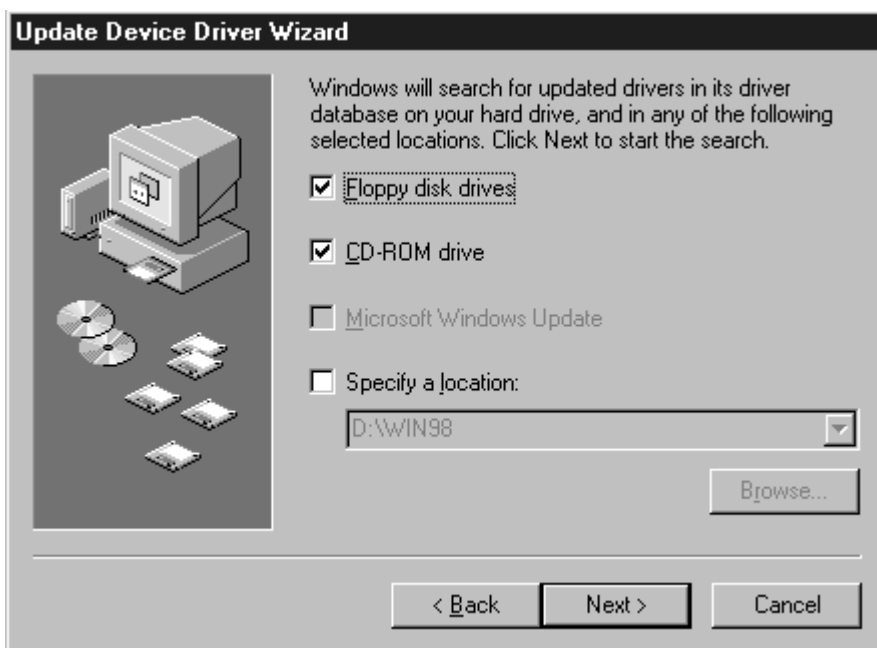 Update Device Driver Wizard
Windows will search for updated drivers in its driver
database on your hard drive, and in any of the following
selected locations. Click Next to start the search.
Floppy disk drives
CD-ROM drive
Microsoft Windows Update
Specify a location:
D:\WIN98
Browse...
< Back
Next >
Cancel